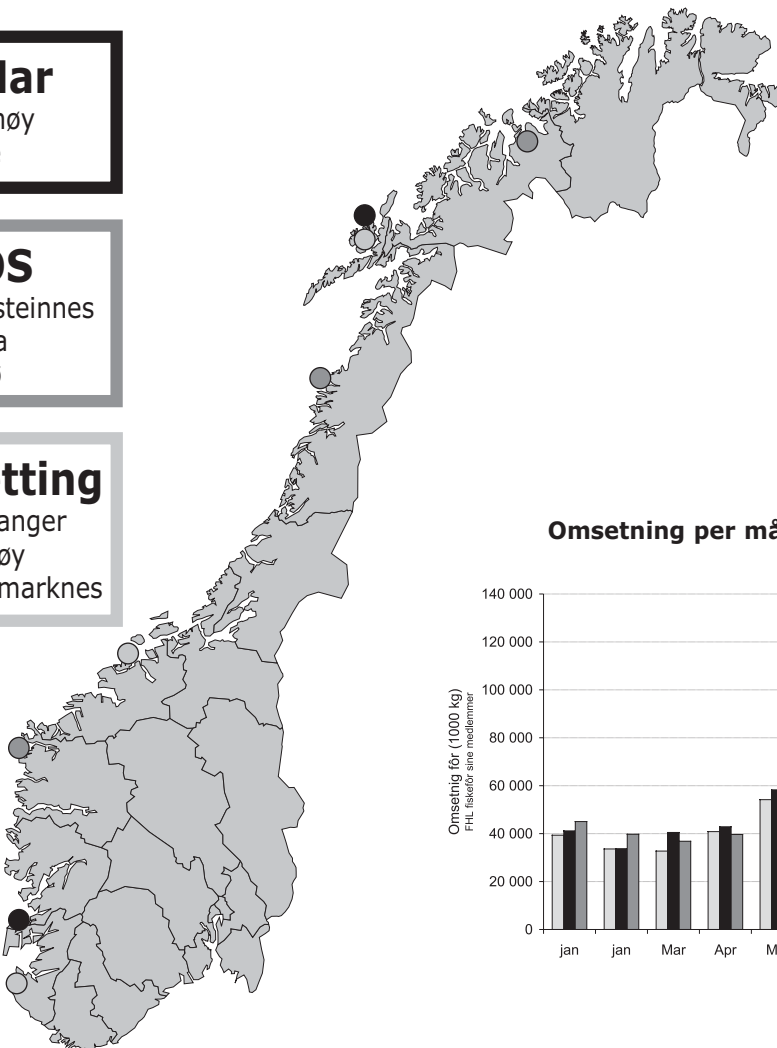 lar
nøy
OS
steinnes
a
tting
anger
øy
marknes
Omsetning per må
Omsetnig fôr (1000 kg)
FHL fiskefôr sine medlemmer
140 000
120 000
100 000
80 000
60 000
40 000
20 000
0
jan jan Mar Apr M